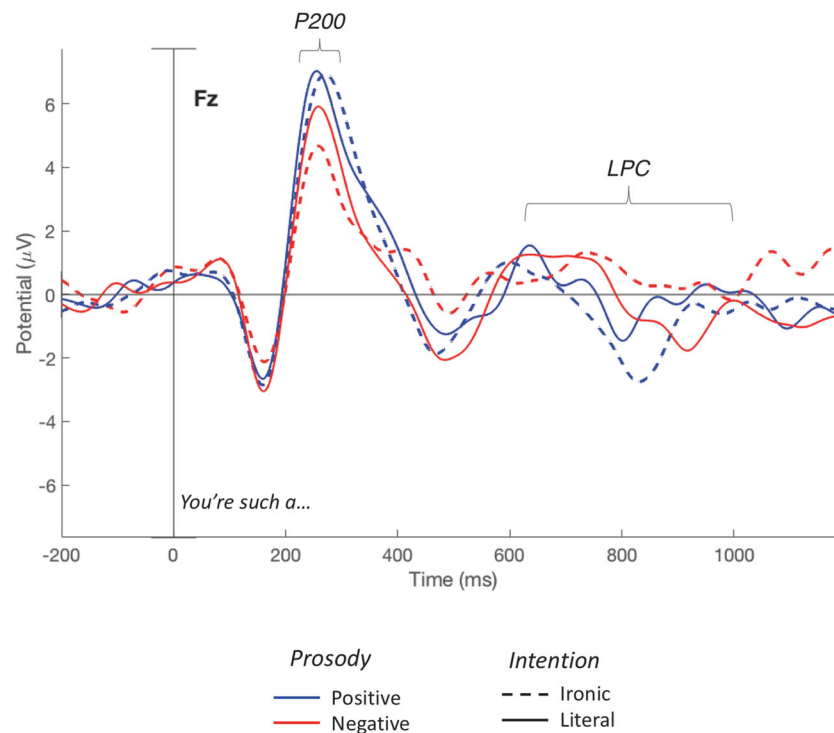 P200
Fz
LPC
6
4
2
0
-2
-4
-6
Potential (μV)
You're such a...
-200 0 200 400 600 800 1000
Time (ms)
Prosody Intention
Positive Ironic
Negative Literal